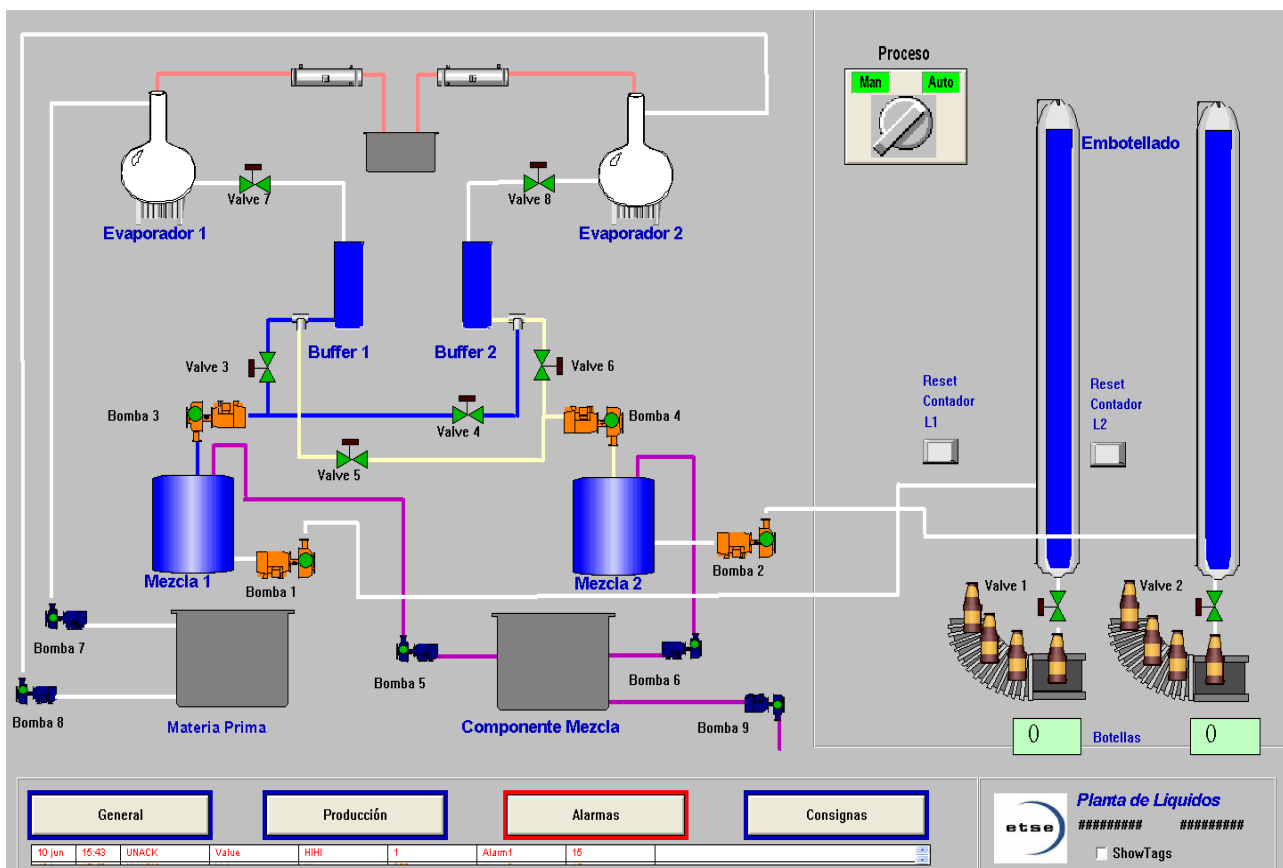 Proceso
Man Auto
Embotellado
Valve 7
Valve 8
Evaporador 1
Evaporador 2
Buffer 1
Buffer 2
Valve 3
Valve 6
Reset Contador L1
Reset Contador L2
Bomba 3
Bomba 4
Valve 4
Valve 5
Mezcla 1
Mezcla 2
Bomba 1
Bomba 2
Valve 1
Valve 2
Bomba 7
Bomba 5
Bomba 6
Bomba 8
Materia Prima
Componente Mezcla
Bomba 9
0 Botellas 0
General Producción Alarmas Consignas
etse
Planta de Liquidos
######### #########
ShowTags
10 jun 15:43 UNACK Value HIHI 1 Alarm1 15